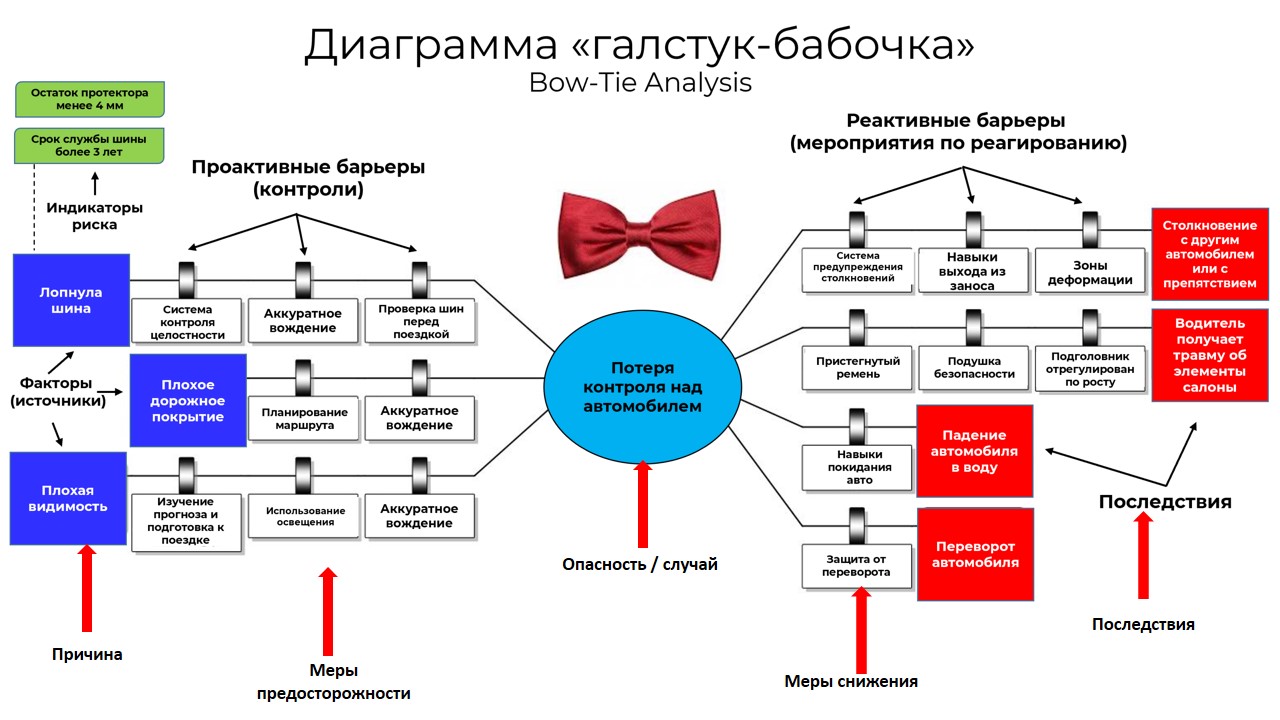 Диаграмма «галстук-бабочка»
Bow-Tie Analysis
Остаток протектора
менее 4 мм
Срок службы шины
более 3 лет
Индикаторы
риска
Проактивные барьеры
(контроли)
Реактивные барьеры
(мероприятия по реагированию)
Лопнула
шина
Система
контроля
целостности
Аккуратное
вождение
Проверка шин
перед
поездкой
Факторы
(источники)
Плохое
дорожное
покрытие
Планирование
маршрута
Аккуратное
вождение
Плохая
видимость
Изучение
прогноза и
подготовка к
поездке
Использование
освещения
Аккуратное
вождение
Потеря
контроля над
автомобилем
Система
предупреждения
столкновений
Навыки
выхода из
заноса
Зоны
деформации
Столкновение
с другим
автомобилем
или с
препятствием
Пристегнутый
ремень
Подушка
безопасности
Подголовник
отрегулирован
по росту
Водитель
получает
травму об
элементы
салоны
Навыки
покидания
авто
Падение
автомобиля
в воду
Защита от
переворота
Переворот
автомобиля
Последствия
Опасность / случай
Причина
Меры
предосторожности
Меры снижения
Последствия